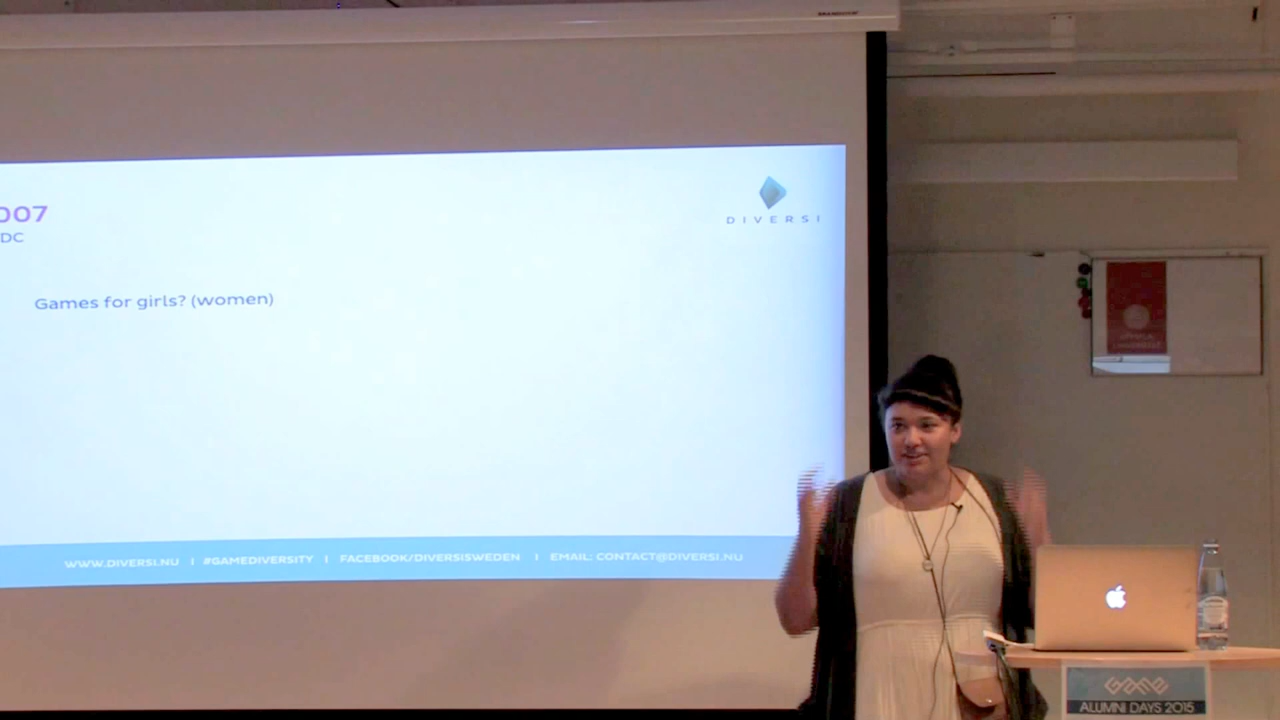 007
DC
DIVERSI
Games for girls? (women)
WWW.DIVERSI.NU | #GAMEDIVERSITY | FACEBOOK/DIVERSISWEDEN | EMAIL: CONTACT@DIVERSI.NU
GAME
ALUMNI DAYS 2015